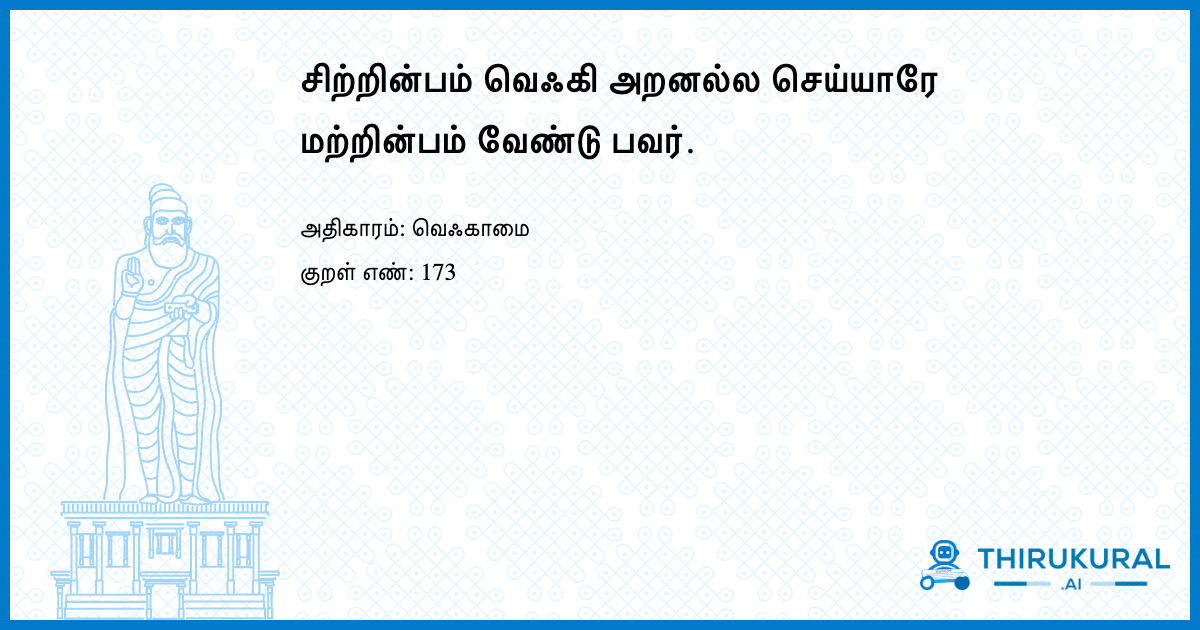 சிற்றின்பம் வெஃகி அறனல்ல செய்யாரே
மற்றின்பம் வேண்டு பவர்.
அதிகாரம்: வெஃகாமை
குறள் எண்: 173
THIRUKURAL
.AI